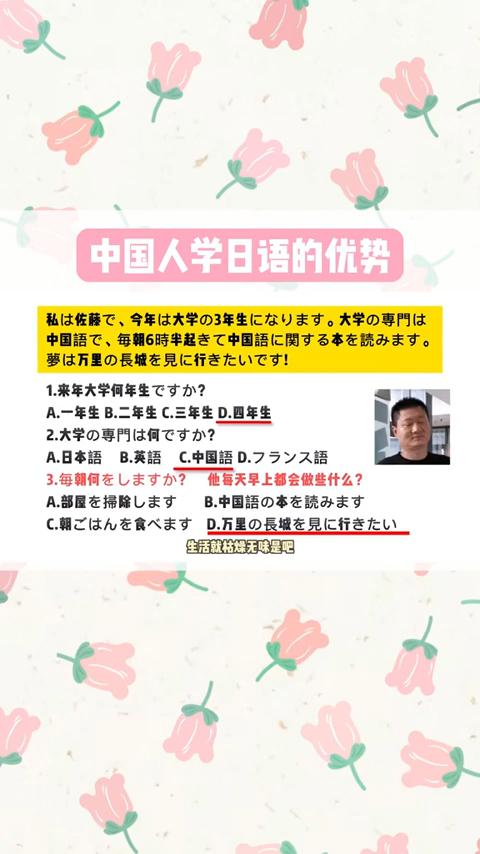 中国人学日语的优势
私は佐藤で、今年は大学の3年生になります。大学の専門は
中国語で、毎朝6時半起きて中国語に関する本を読みます。
夢は万里の長城を見に行きたいです!
1.来年大学何年生ですか?
A.一年生 B.二年生 C.三年生 D.四年生
2.大学の専門は何ですか?
A.日本語 B.英語 C.中国語 D.フランス語
3.毎朝何をしますか? 他每天早上都会做些什么?
A.部屋を掃除します B.中国語の本を読みます
C.朝ごはんを食べます D.万里の長城を見に行きたい
生活就枯燥无味是吧